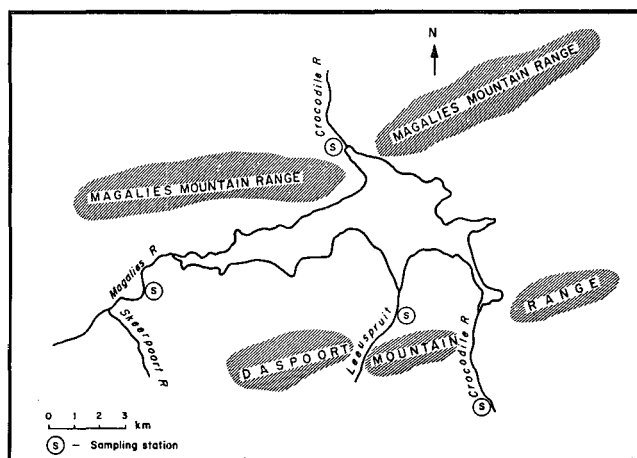 N
Crocodile R
MAGALIES MOUNTAIN RANGE
S
MAGALIES MOUNTAIN RANGE
Magalies R
S
Skeerpoort R
RANGE
S
Leeuspruit
DASPOORT
MOUNTAIN
Crocodile R
S
0 1 2 3
km
S – Sampling station